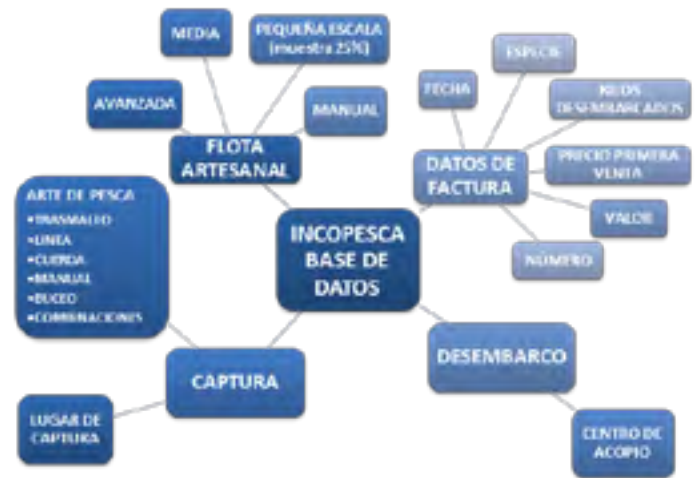 MEDIA
PEQUEÑA ESCALA
(muestra 25%)
AVANZADA
MANUAL
FLOTA
ARTESANAL
ESPECIE
FECHA
KILOS
DESEMBARCADOS
DATOS DE
FACTURA
PRECIO PRIMERA
VENTA
VALOR
NÚMERO
ARTE DE PESCA
•TRASMALLO
•LINEA
•CUERDA
•MANUAL
•BUCEO
•COMBINACIONES
INCOPESCA
BASE DE
DATOS
CAPTURA
LUGAR DE
CAPTURA
DESEMBARCO
CENTRO DE
ACOPIO